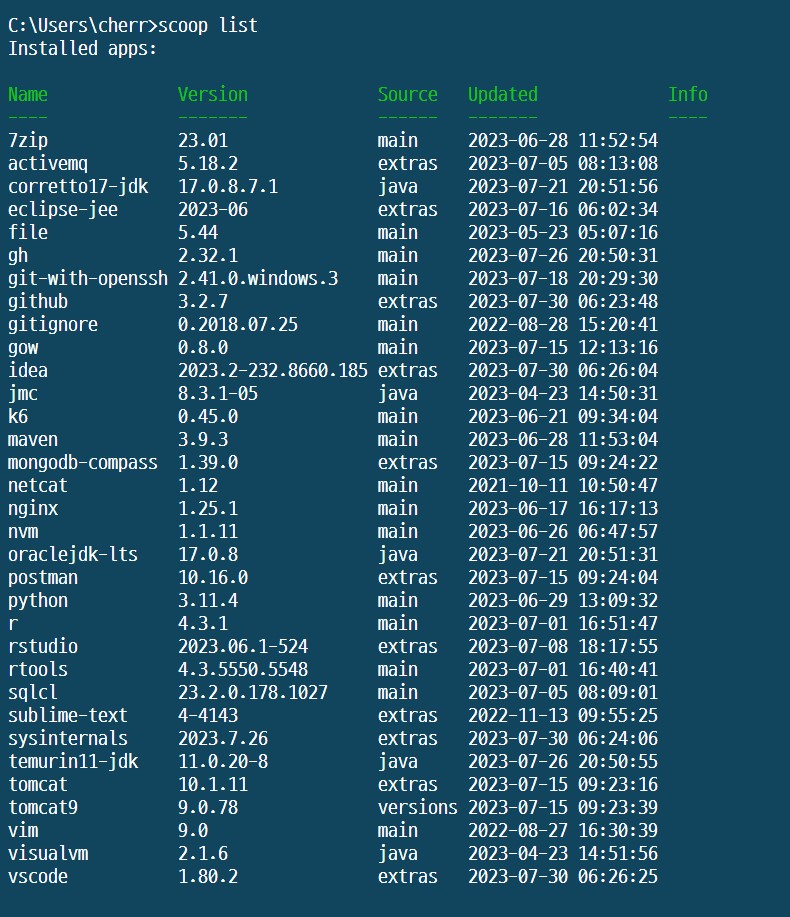 C:\Users\cherr>scoop list
Installed apps:
Name Version Source Updated Info
---- ------- ------ ------- ----
7zip 23.01 main 2023-06-28 11:52:54
activemq 5.18.2 extras 2023-07-05 08:13:08
corretto17-jdk 17.0.8.7.1 java 2023-07-21 20:51:56
eclipse-jee 2023-06 extras 2023-07-16 06:02:34
file 5.44 main 2023-05-23 05:07:16
gh 2.32.1 main 2023-07-26 20:50:31
git-with-openssh 2.41.0.windows.3 main 2023-07-18 20:29:30
github 3.2.7 extras 2023-07-30 06:23:48
gitignore 0.2018.07.25 main 2022-08-28 15:20:41
gow 0.8.0 main 2023-07-15 12:13:16
idea 2023.2-232.8660.185 extras 2023-07-30 06:26:04
jmc 8.3.1-05 java 2023-04-23 14:50:31
k6 0.45.0 main 2023-06-21 09:34:04
maven 3.9.3 main 2023-06-28 11:53:04
mongodb-compass 1.39.0 extras 2023-07-15 09:24:22
netcat 1.12 main 2021-10-11 10:50:47
nginx 1.25.1 main 2023-06-17 16:17:13
nvm 1.1.11 main 2023-06-26 06:47:57
oraclejdk-lts 17.0.8 java 2023-07-21 20:51:31
postman 10.16.0 extras 2023-07-15 09:24:04
python 3.11.4 main 2023-06-29 13:09:32
r 4.3.1 main 2023-07-01 16:51:47
rstudio 2023.06.1-524 extras 2023-07-08 18:17:55
rtools 4.3.5550.5548 main 2023-07-01 16:40:41
sqlcl 23.2.0.178.1027 main 2023-07-05 08:09:01
sublime-text 4-4143 extras 2022-11-13 09:55:25
sysinternals 2023.7.26 extras 2023-07-30 06:24:06
temurin11-jdk 11.0.20-8 java 2023-07-26 20:50:55
tomcat 10.1.11 extras 2023-07-15 09:23:16
tomcat9 9.0.78 versions 2023-07-15 09:23:39
vim 9.0 main 2022-08-27 16:30:39
visualvm 2.1.6 java 2023-04-23 14:51:56
vscode 1.80.2 extras 2023-07-30 06:26:25